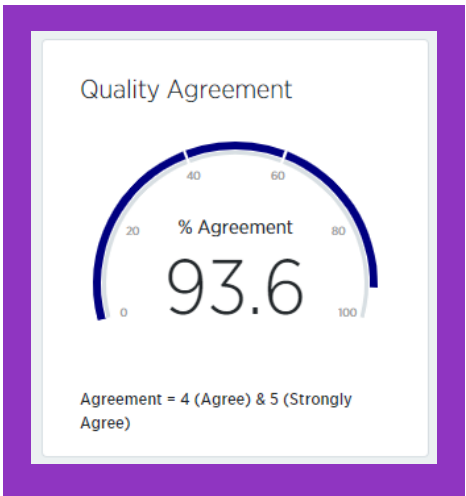 Quality Agreement
40 60
20 % Agreement 80
93.6
0 100
Agreement = 4 (Agree) & 5 (Strongly
Agree)